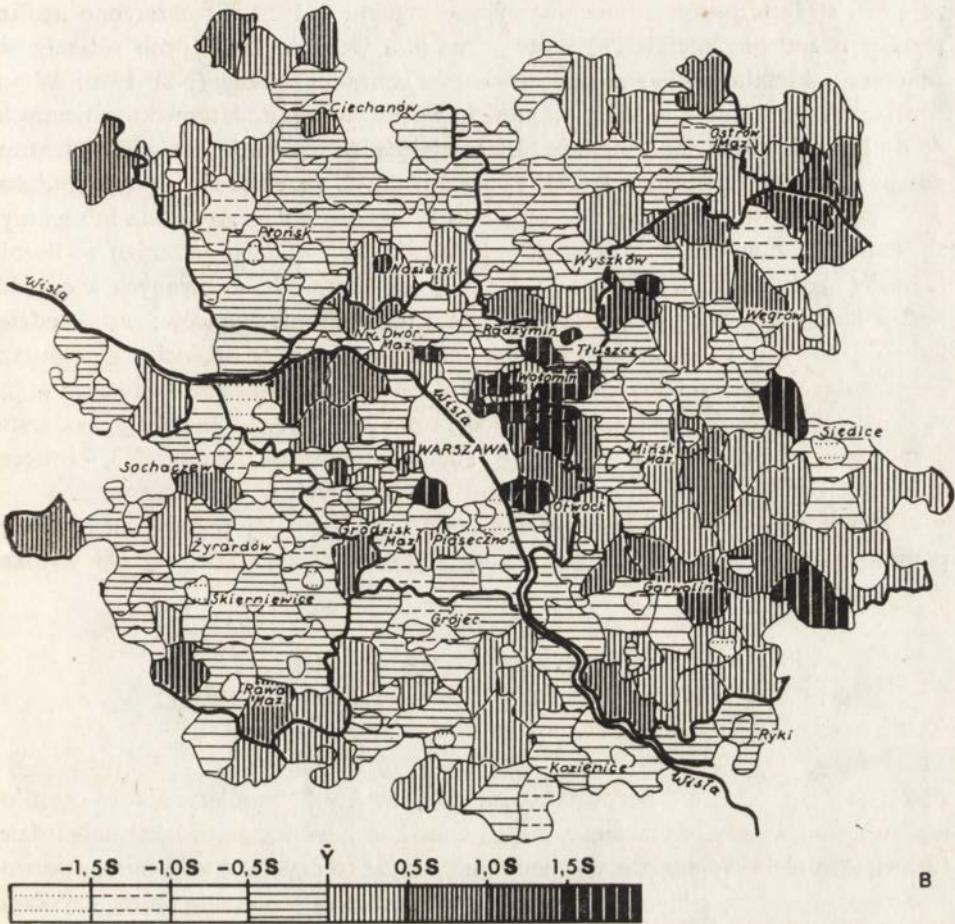 Ciechanów
Ostrów
Maz.
Płońsk
Nasielsk
Wyszków
Wisła
Węgrów
Nw. Dwór
Maz.
Radzymin
Tłuszcz
Wołomin
Wisła
WARSZAWA
Mińsk
Maz.
Siedlce
Sochaczew
Otwock
Grodzisk
Maz.
Piaseczno
Żyrardów
Garwolin
Skierniewice
Grójec
Rawa
Maz.
Ryki
Kozienice
Wisła
-1,5S -1,0S -0,5S Ȳ 0,5S 1,0S 1,5S
B